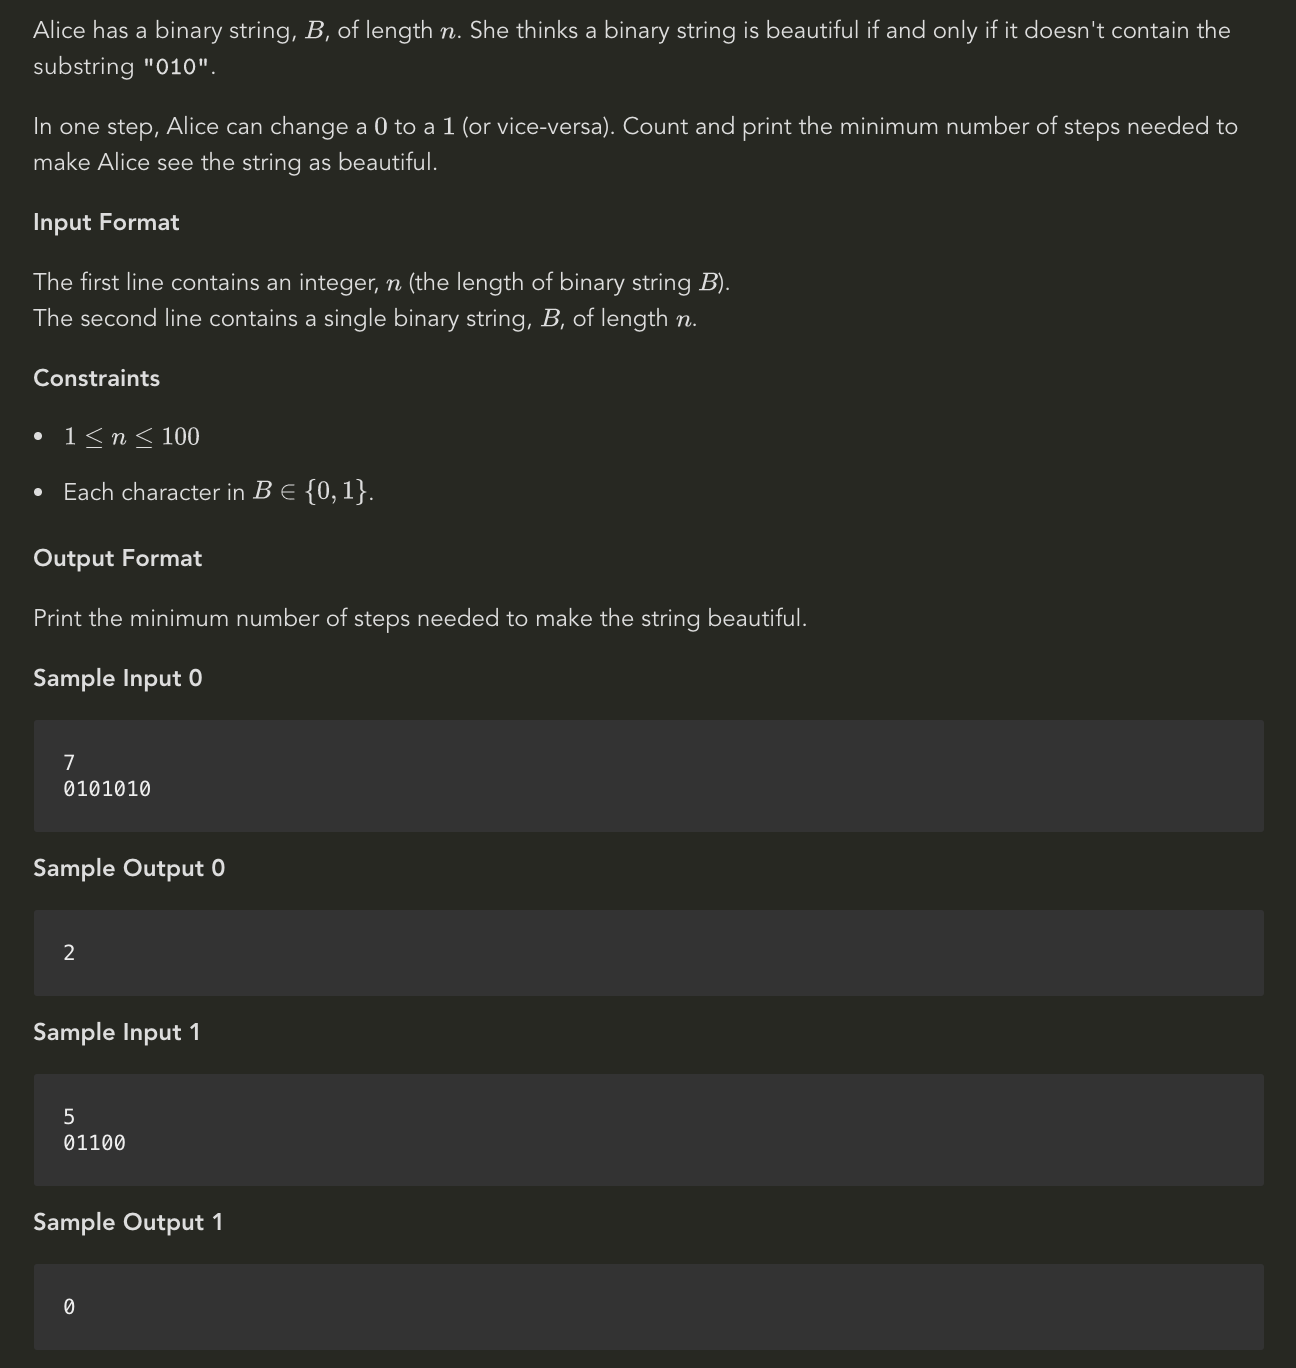 Alice has a binary string, B, of length n. She thinks a binary string is beautiful if and only if it doesn't contain the
substring "010".
In one step, Alice can change a 0 to a 1 (or vice-versa). Count and print the minimum number of steps needed to
make Alice see the string as beautiful.
Input Format
The first line contains an integer, n (the length of binary string B).
The second line contains a single binary string, B, of length n.
Constraints
• 1 ≤ n ≤ 100
• Each character in B ∈ {0, 1}.
Output Format
Print the minimum number of steps needed to make the string beautiful.
Sample Input 0
7
0101010
Sample Output 0
2
Sample Input 1
5
01100
Sample Output 1
0